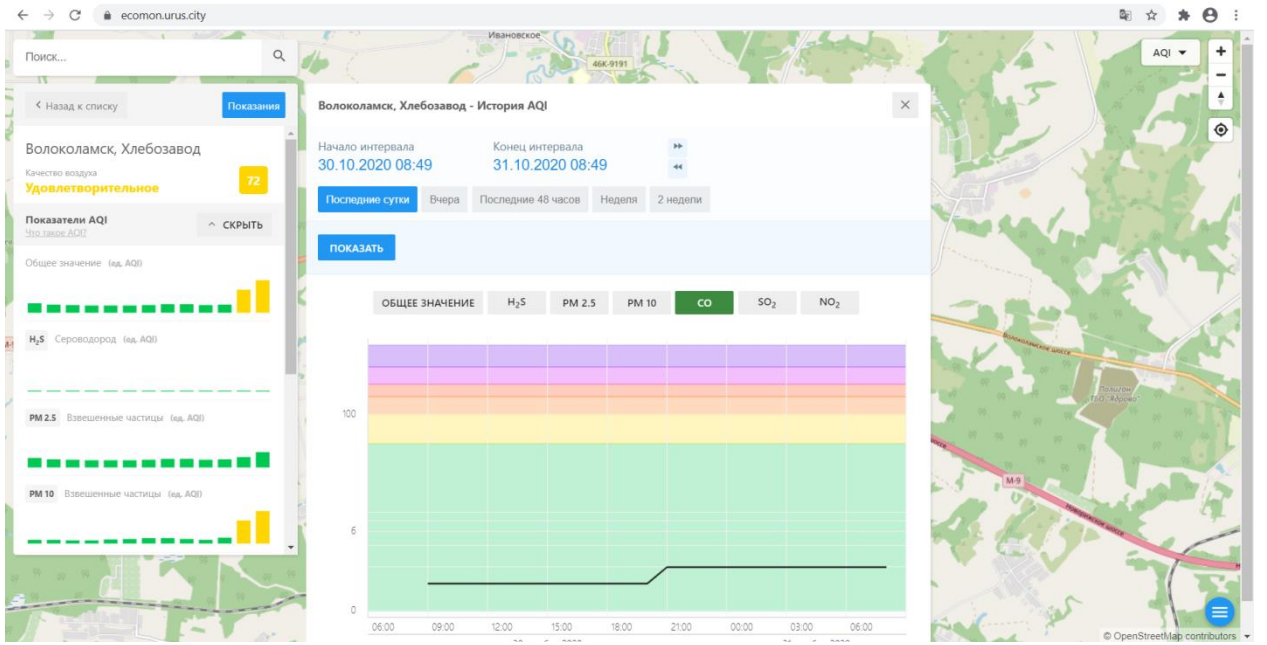 ecomon.urus.city
Поиск...
Ивановское
46К-9191
AQI
+
−
< Назад к списку
Показания
Волоколамск, Хлебозавод
Качество воздуха
Удовлетворительное
72
Показатели AQI
Что такое AQI?
СКРЫТЬ
Общее значение (ед. AQI)
H₂S Сероводород (ед. AQI)
PM 2.5 Взвешенные частицы (ед. AQI)
PM 10 Взвешенные частицы (ед. AQI)
Волоколамск, Хлебозавод - История AQI
Начало интервала
30.10.2020 08:49
Конец интервала
31.10.2020 08:49
Последние сутки
Вчера
Последние 48 часов
Неделя
2 недели
ПОКАЗАТЬ
ОБЩЕЕ ЗНАЧЕНИЕ
H₂S
PM 2.5
PM 10
CO
SO₂
NO₂
100
6
0
06:00 09:00 12:00 15:00 18:00 21:00 00:00 03:00 06:00
Волоколамское шоссе
Полигон
ТБО "Ядрово"
М-9
Новорижское шоссе
© OpenStreetMap contributors